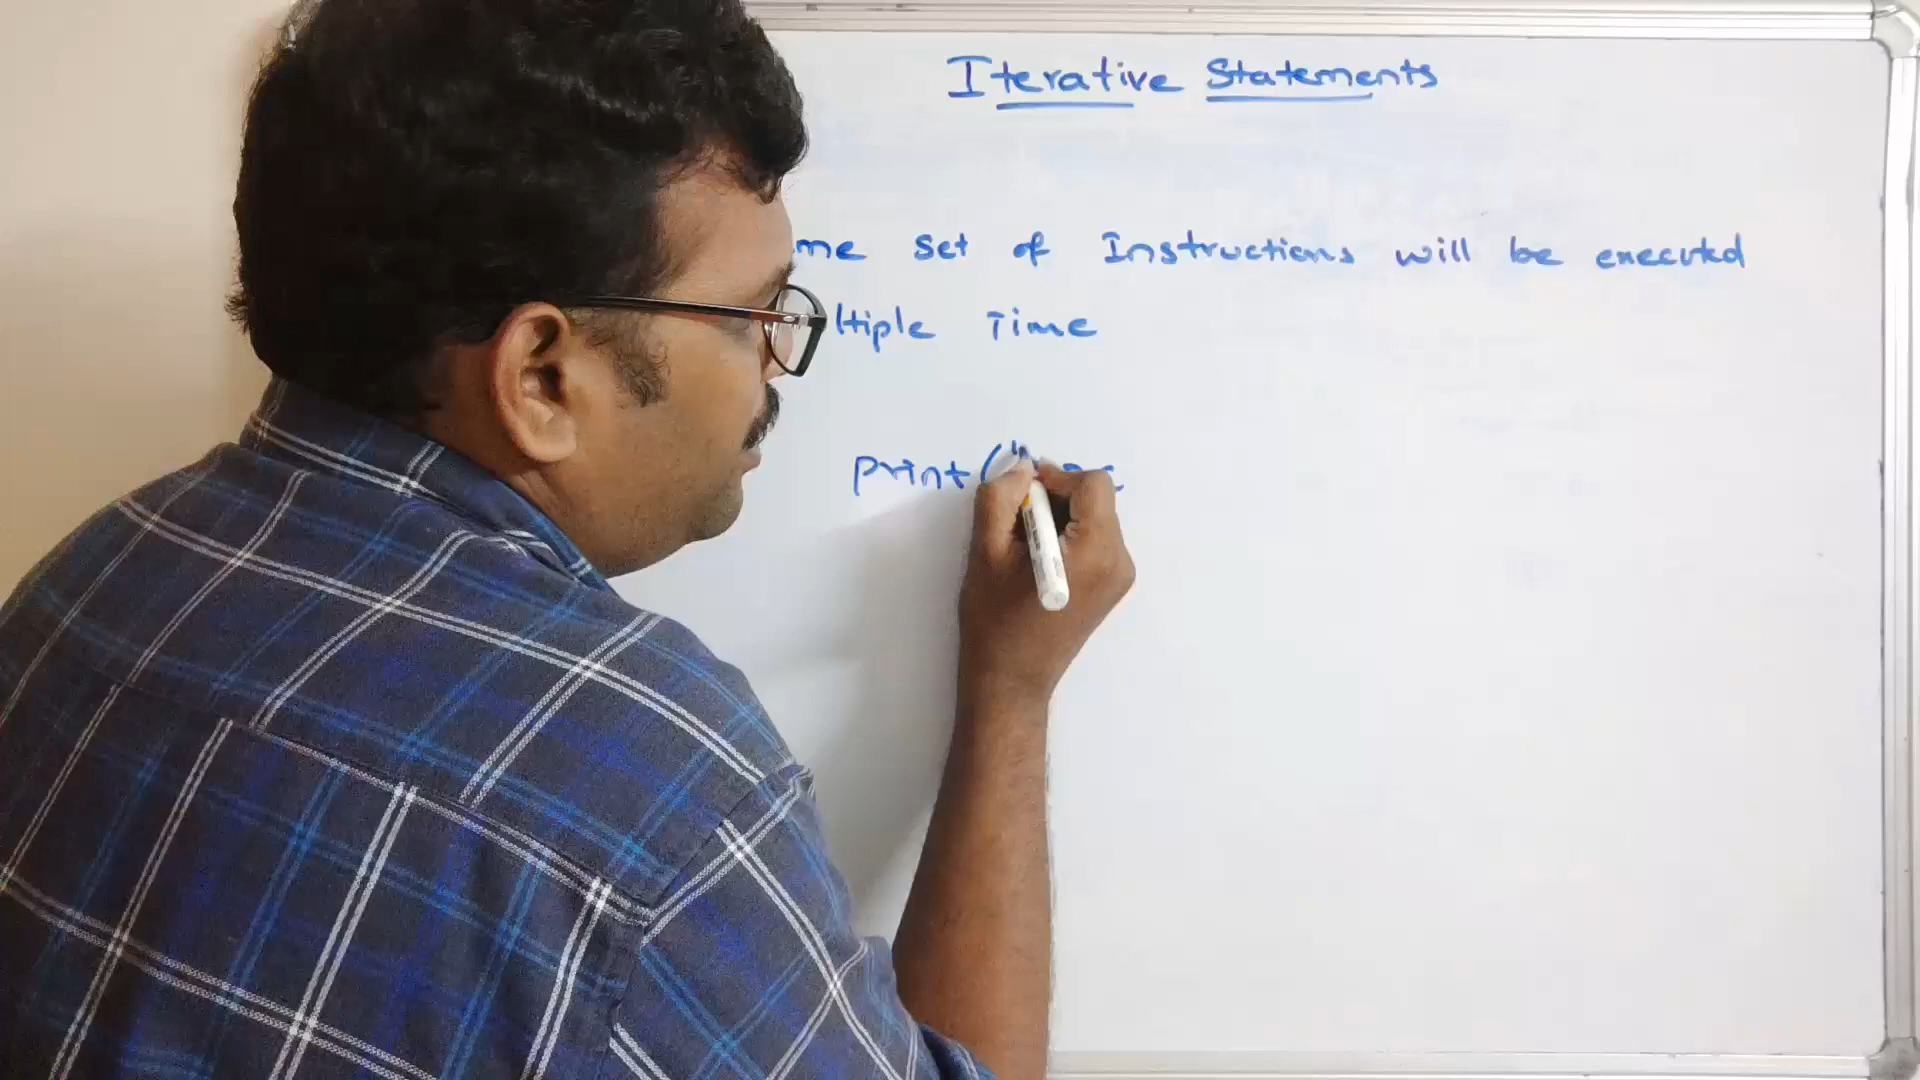 Iterative Statements
me set of Instructions will be executed
ltiple Time
print("